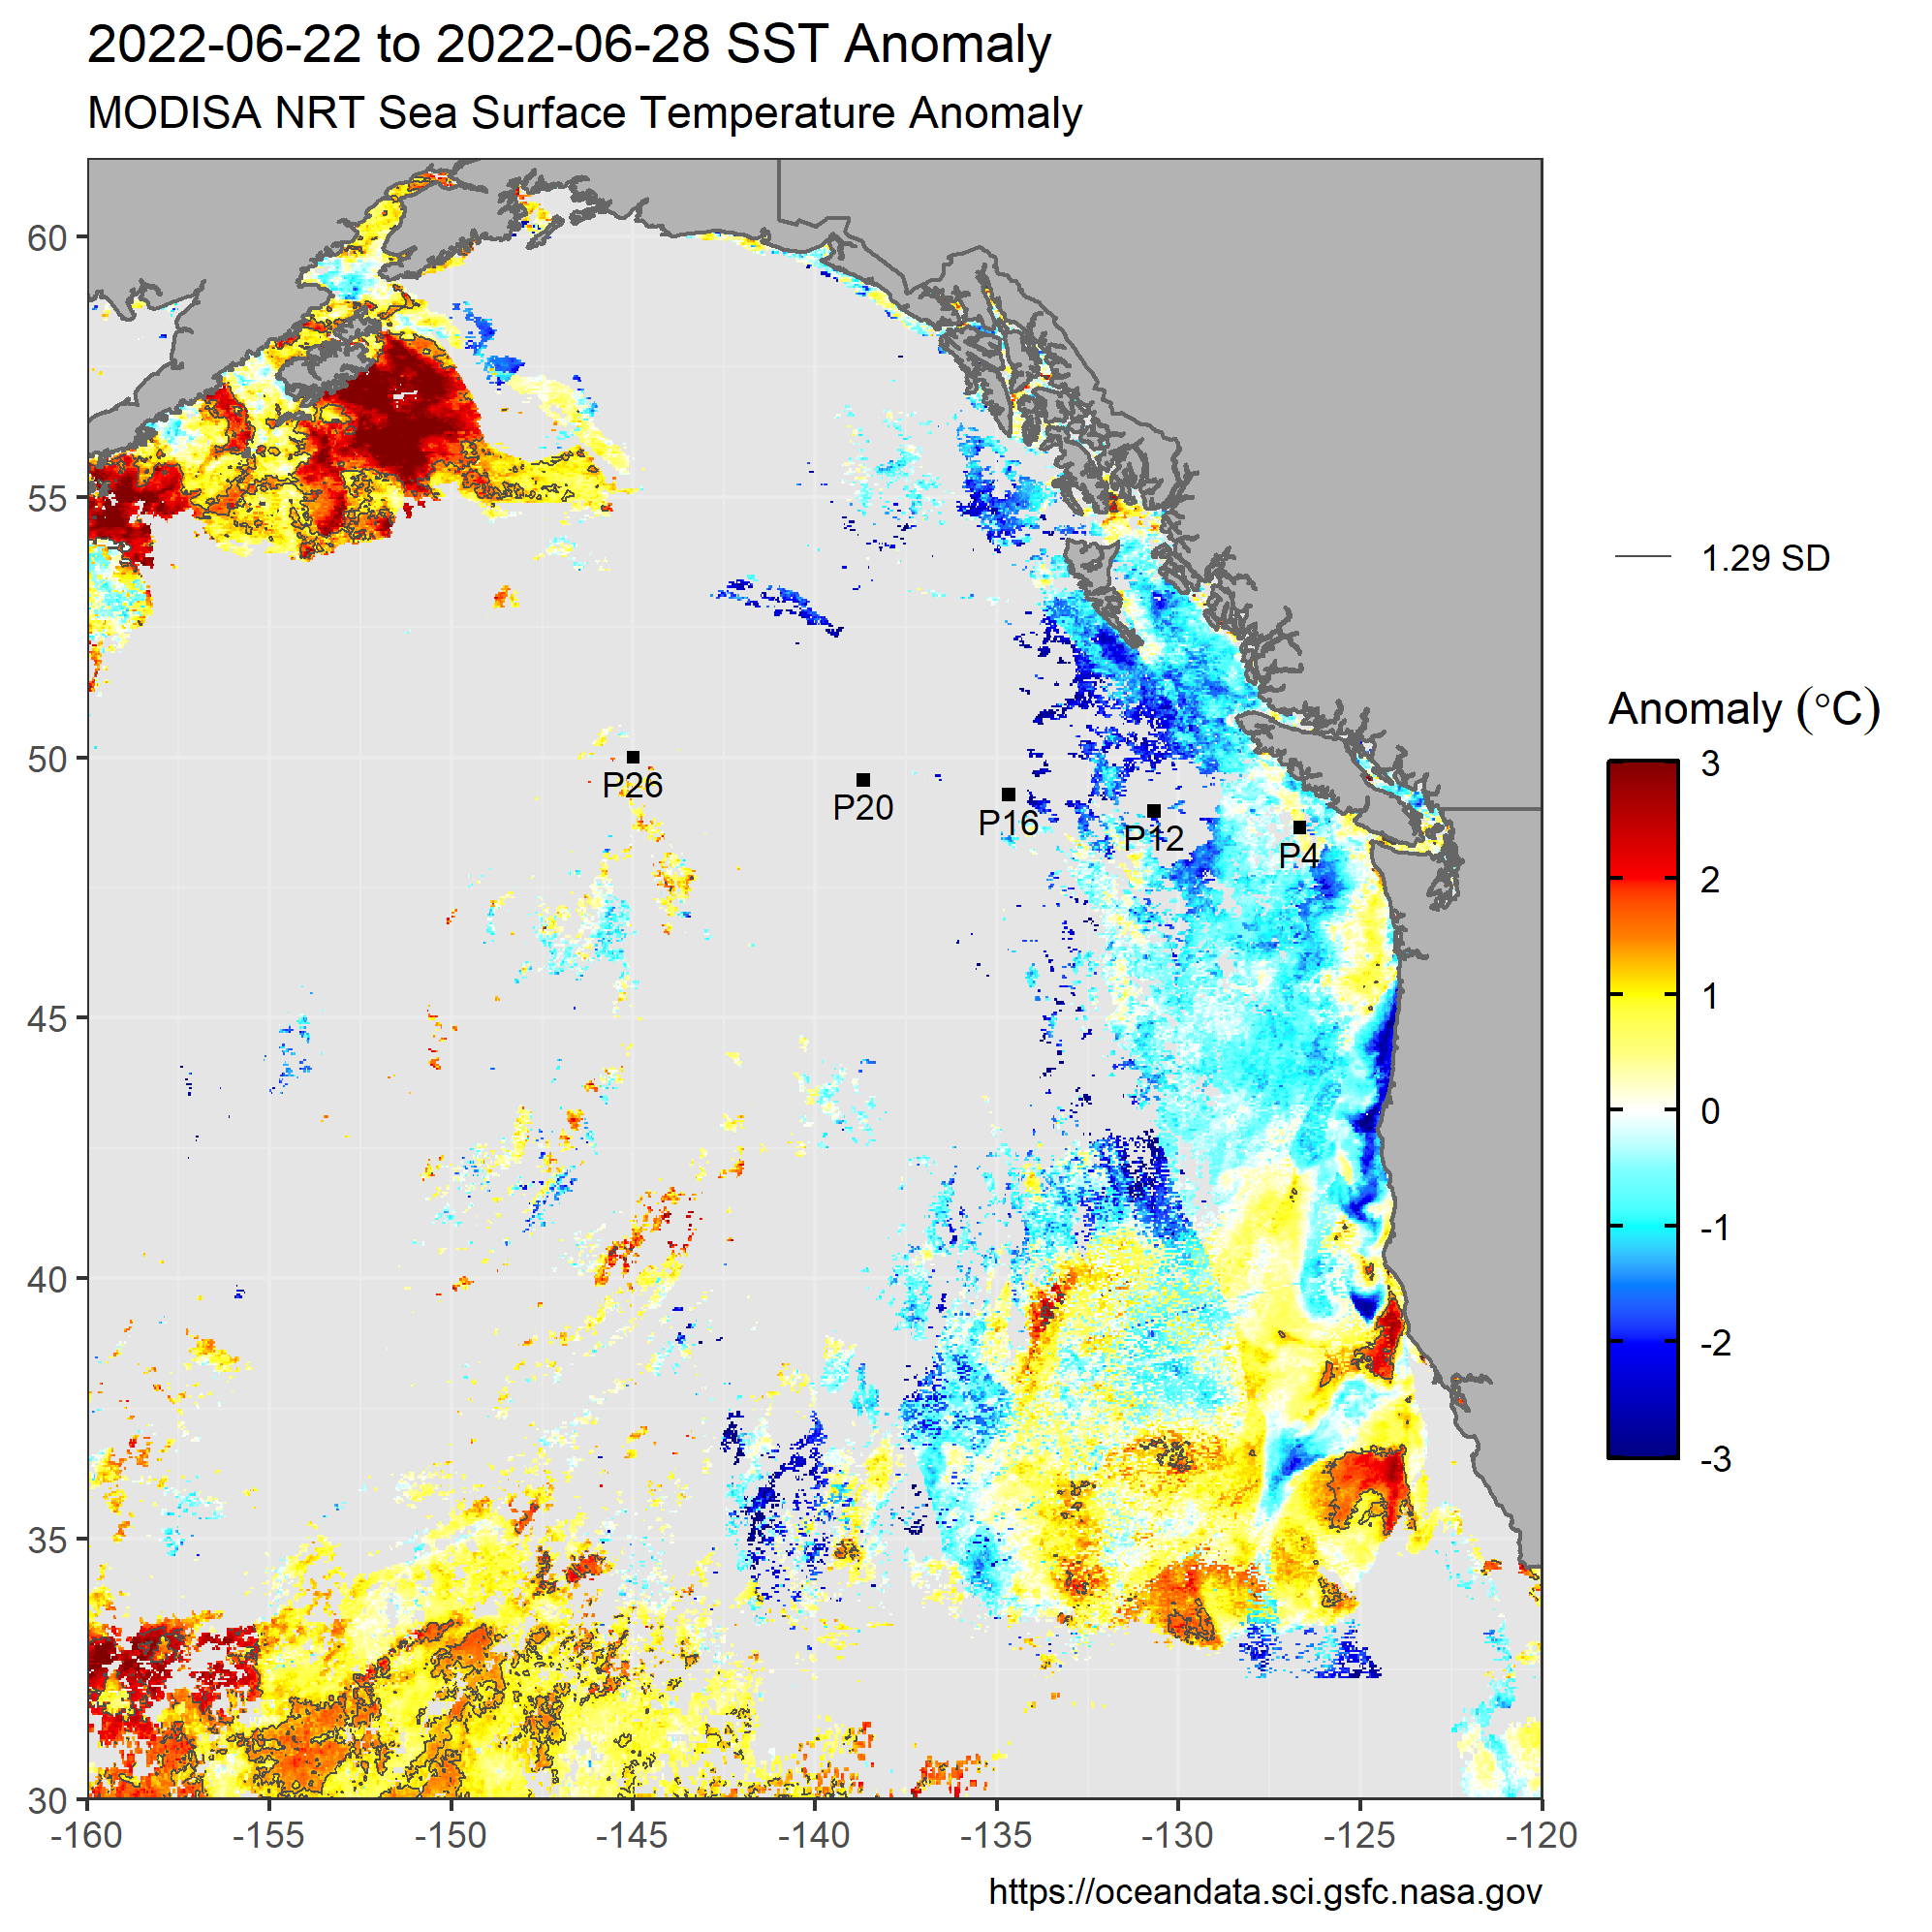 2022-06-22 to 2022-06-28 SST Anomaly
MODISA NRT Sea Surface Temperature Anomaly
60
55
50
45
40
35
30
-160
-155
-150
-145
-140
-135
-130
-125
-120
P26
P20
P16
P12
P4
1.29 SD
Anomaly (°C)
3
2
1
0
-1
-2
-3
https://oceandata.sci.gsfc.nasa.gov